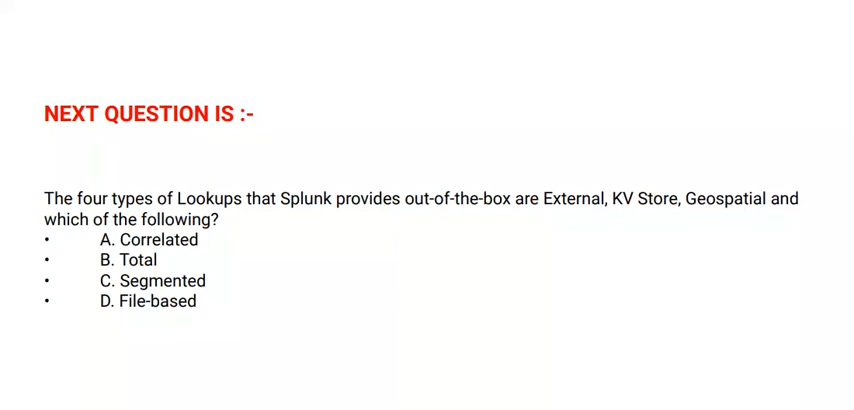 NEXT QUESTION IS :-
The four types of Lookups that Splunk provides out-of-the-box are External, KV Store, Geospatial and
which of the following?
• A. Correlated
• B. Total
• C. Segmented
• D. File-based